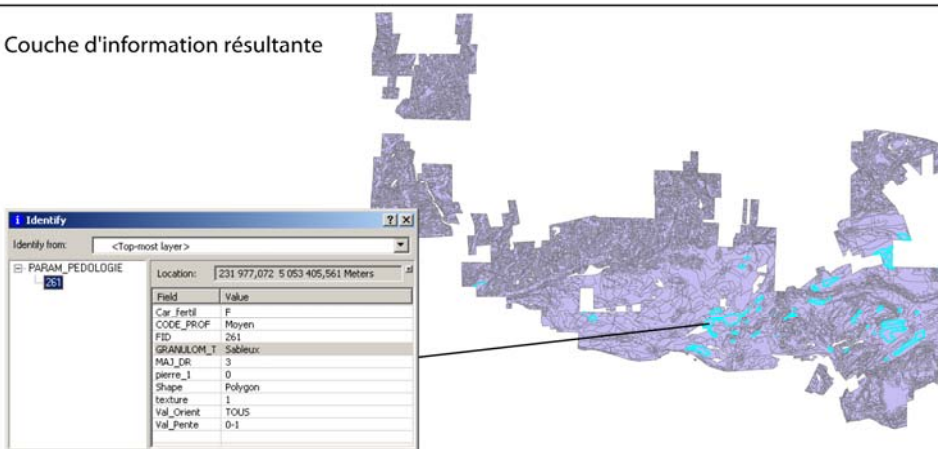 Couche d'information résultante
i Identify ? X
Identify from: <Top-most layer>
PARAM_PEDOLOGIE
261
Location: 231 977,072 5 053 405,561 Meters
Field Value
Car_fertil F
CODE_PROF Moyen
FID 261
GRANULOM_T Sableux
MAJ_DR 3
pierre_1 0
Shape Polygon
texture 1
Val_Orient TOUS
Val_Pente 0-1